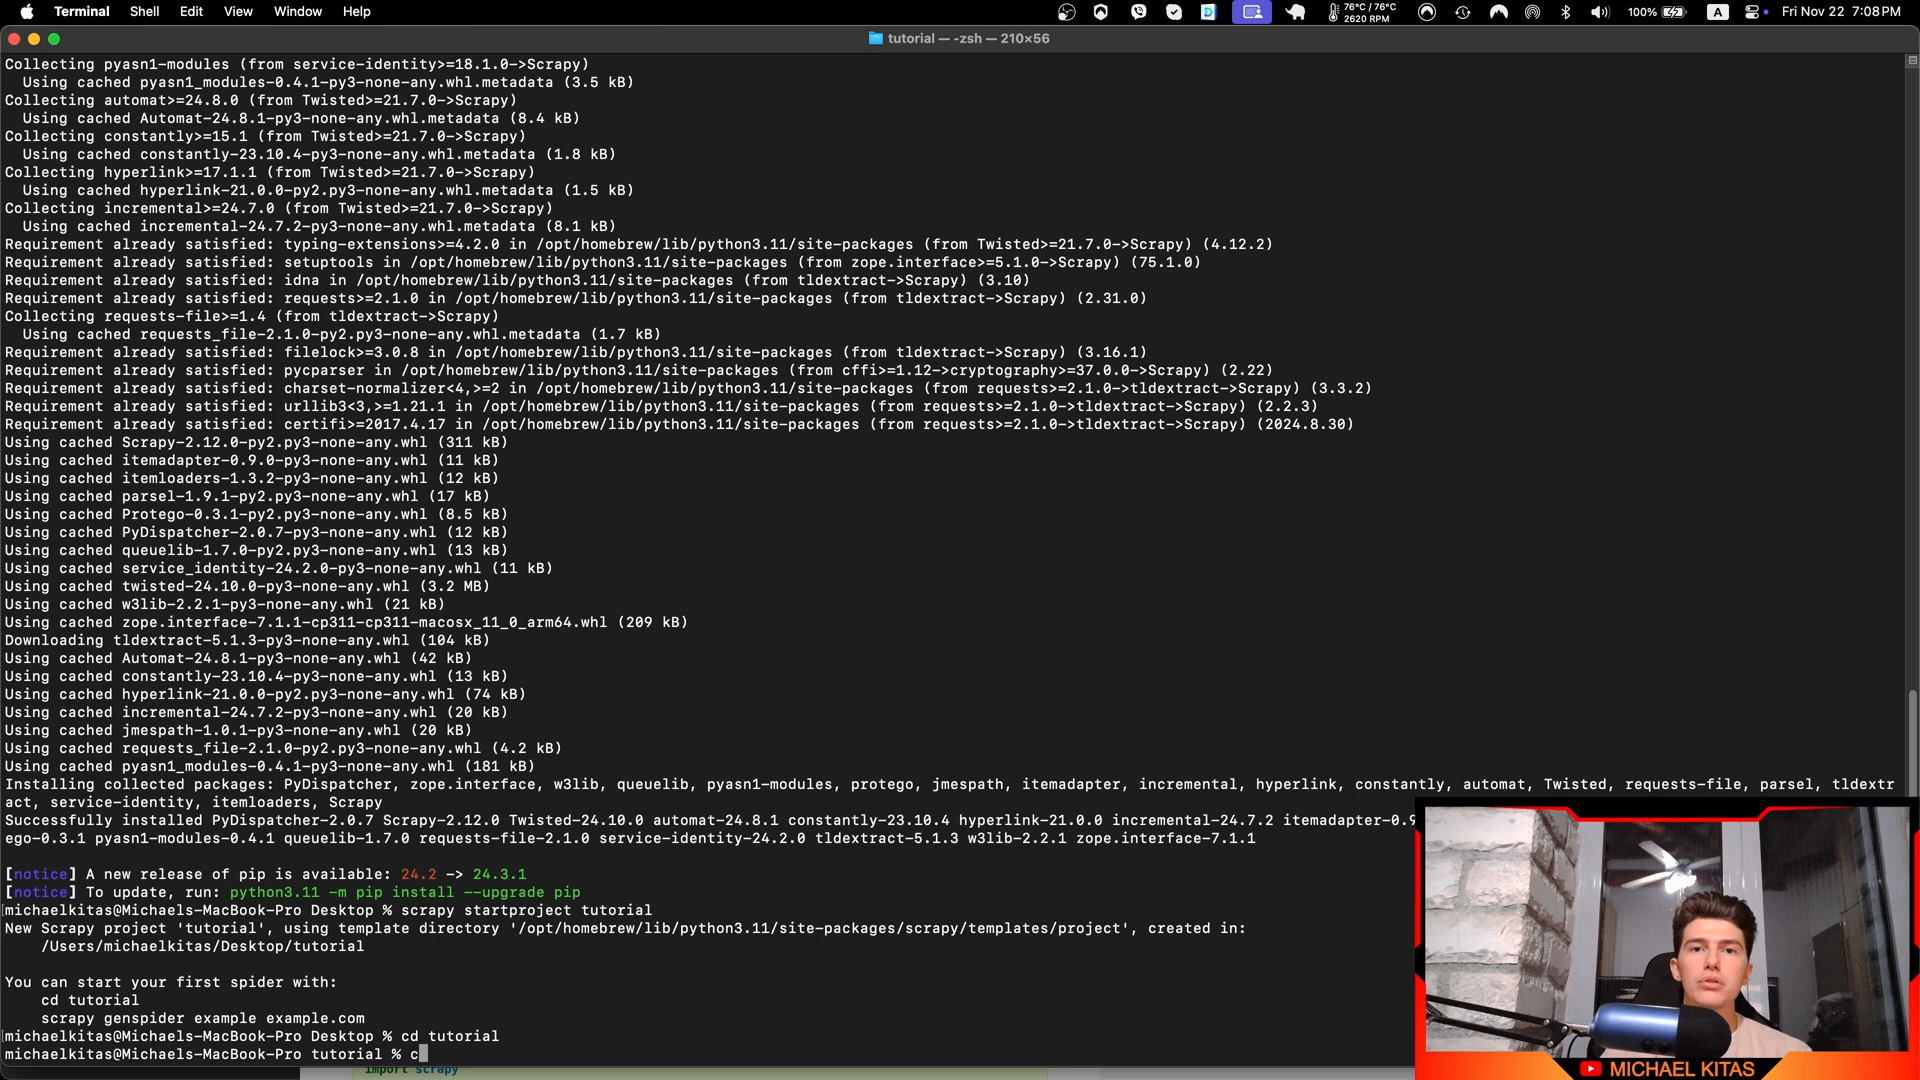 Terminal Shell Edit View Window Help 76°C / 76°C 2620 RPM 100% A Fri Nov 22 7:08 PM
tutorial — -zsh — 210×56
Collecting pyasn1-modules (from service-identity>=18.1.0->Scrapy)
Using cached pyasn1_modules-0.4.1-py3-none-any.whl.metadata (3.5 kB)
Collecting automat>=24.8.0 (from Twisted>=21.7.0->Scrapy)
Using cached Automat-24.8.1-py3-none-any.whl.metadata (8.4 kB)
Collecting constantly>=15.1 (from Twisted>=21.7.0->Scrapy)
Using cached constantly-23.10.4-py3-none-any.whl.metadata (1.8 kB)
Collecting hyperlink>=17.1.1 (from Twisted>=21.7.0->Scrapy)
Using cached hyperlink-21.0.0-py2.py3-none-any.whl.metadata (1.5 kB)
Collecting incremental>=24.7.0 (from Twisted>=21.7.0->Scrapy)
Using cached incremental-24.7.2-py3-none-any.whl.metadata (8.1 kB)
Requirement already satisfied: typing-extensions>=4.2.0 in /opt/homebrew/lib/python3.11/site-packages (from Twisted>=21.7.0->Scrapy) (4.12.2)
Requirement already satisfied: setuptools in /opt/homebrew/lib/python3.11/site-packages (from zope.interface>=5.1.0->Scrapy) (75.1.0)
Requirement already satisfied: idna in /opt/homebrew/lib/python3.11/site-packages (from tldextract->Scrapy) (3.10)
Requirement already satisfied: requests>=2.1.0 in /opt/homebrew/lib/python3.11/site-packages (from tldextract->Scrapy) (2.31.0)
Collecting requests-file>=1.4 (from tldextract->Scrapy)
Using cached requests_file-2.1.0-py2.py3-none-any.whl.metadata (1.7 kB)
Requirement already satisfied: filelock>=3.0.8 in /opt/homebrew/lib/python3.11/site-packages (from tldextract->Scrapy) (3.16.1)
Requirement already satisfied: pycparser in /opt/homebrew/lib/python3.11/site-packages (from cffi>=1.12->cryptography>=37.0.0->Scrapy) (2.22)
Requirement already satisfied: charset-normalizer<4,>=2 in /opt/homebrew/lib/python3.11/site-packages (from requests>=2.1.0->tldextract->Scrapy) (3.3.2)
Requirement already satisfied: urllib3<3,>=1.21.1 in /opt/homebrew/lib/python3.11/site-packages (from requests>=2.1.0->tldextract->Scrapy) (2.2.3)
Requirement already satisfied: certifi>=2017.4.17 in /opt/homebrew/lib/python3.11/site-packages (from requests>=2.1.0->tldextract->Scrapy) (2024.8.30)
Using cached Scrapy-2.12.0-py2.py3-none-any.whl (311 kB)
Using cached itemadapter-0.9.0-py3-none-any.whl (11 kB)
Using cached itemloaders-1.3.2-py3-none-any.whl (12 kB)
Using cached parsel-1.9.1-py2.py3-none-any.whl (17 kB)
Using cached Protego-0.3.1-py2.py3-none-any.whl (8.5 kB)
Using cached PyDispatcher-2.0.7-py3-none-any.whl (12 kB)
Using cached queuelib-1.7.0-py2.py3-none-any.whl (13 kB)
Using cached service_identity-24.2.0-py3-none-any.whl (11 kB)
Using cached twisted-24.10.0-py3-none-any.whl (3.2 MB)
Using cached w3lib-2.2.1-py3-none-any.whl (21 kB)
Using cached zope.interface-7.1.1-cp311-cp311-macosx_11_0_arm64.whl (209 kB)
Downloading tldextract-5.1.3-py3-none-any.whl (104 kB)
Using cached Automat-24.8.1-py3-none-any.whl (42 kB)
Using cached constantly-23.10.4-py3-none-any.whl (13 kB)
Using cached hyperlink-21.0.0-py2.py3-none-any.whl (74 kB)
Using cached incremental-24.7.2-py3-none-any.whl (20 kB)
Using cached jmespath-1.0.1-py3-none-any.whl (20 kB)
Using cached requests_file-2.1.0-py2.py3-none-any.whl (4.2 kB)
Using cached pyasn1_modules-0.4.1-py3-none-any.whl (181 kB)
Installing collected packages: PyDispatcher, zope.interface, w3lib, queuelib, pyasn1-modules, protego, jmespath, itemadapter, incremental, hyperlink, constantly, automat, Twisted, requests-file, parsel, tldextr
act, service-identity, itemloaders, Scrapy
Successfully installed PyDispatcher-2.0.7 Scrapy-2.12.0 Twisted-24.10.0 automat-24.8.1 constantly-23.10.4 hyperlink-21.0.0 incremental-24.7.2 itemadapter-0.9
ego-0.3.1 pyasn1-modules-0.4.1 queuelib-1.7.0 requests-file-2.1.0 service-identity-24.2.0 tldextract-5.1.3 w3lib-2.2.1 zope.interface-7.1.1
[notice] A new release of pip is available: 24.2 -> 24.3.1
[notice] To update, run: python3.11 -m pip install --upgrade pip
[michaelkitas@Michaels-MacBook-Pro Desktop % scrapy startproject tutorial
New Scrapy project 'tutorial', using template directory '/opt/homebrew/lib/python3.11/site-packages/scrapy/templates/project', created in:
/Users/michaelkitas/Desktop/tutorial
You can start your first spider with:
cd tutorial
scrapy genspider example example.com
[michaelkitas@Michaels-MacBook-Pro Desktop % cd tutorial
michaelkitas@Michaels-MacBook-Pro tutorial % c
import scrapy
MICHAEL KITAS